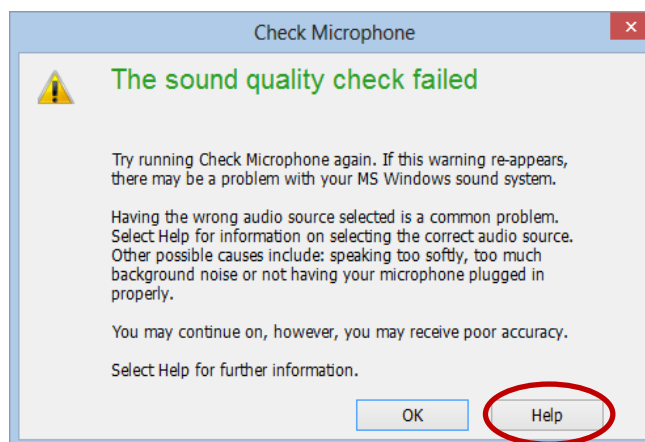 Check Microphone
The sound quality check failed
Try running Check Microphone again. If this warning re-appears,
there may be a problem with your MS Windows sound system.
Having the wrong audio source selected is a common problem.
Select Help for information on selecting the correct audio source.
Other possible causes include: speaking too softly, too much
background noise or not having your microphone plugged in
properly.
You may continue on, however, you may receive poor accuracy.
Select Help for further information.
OK Help